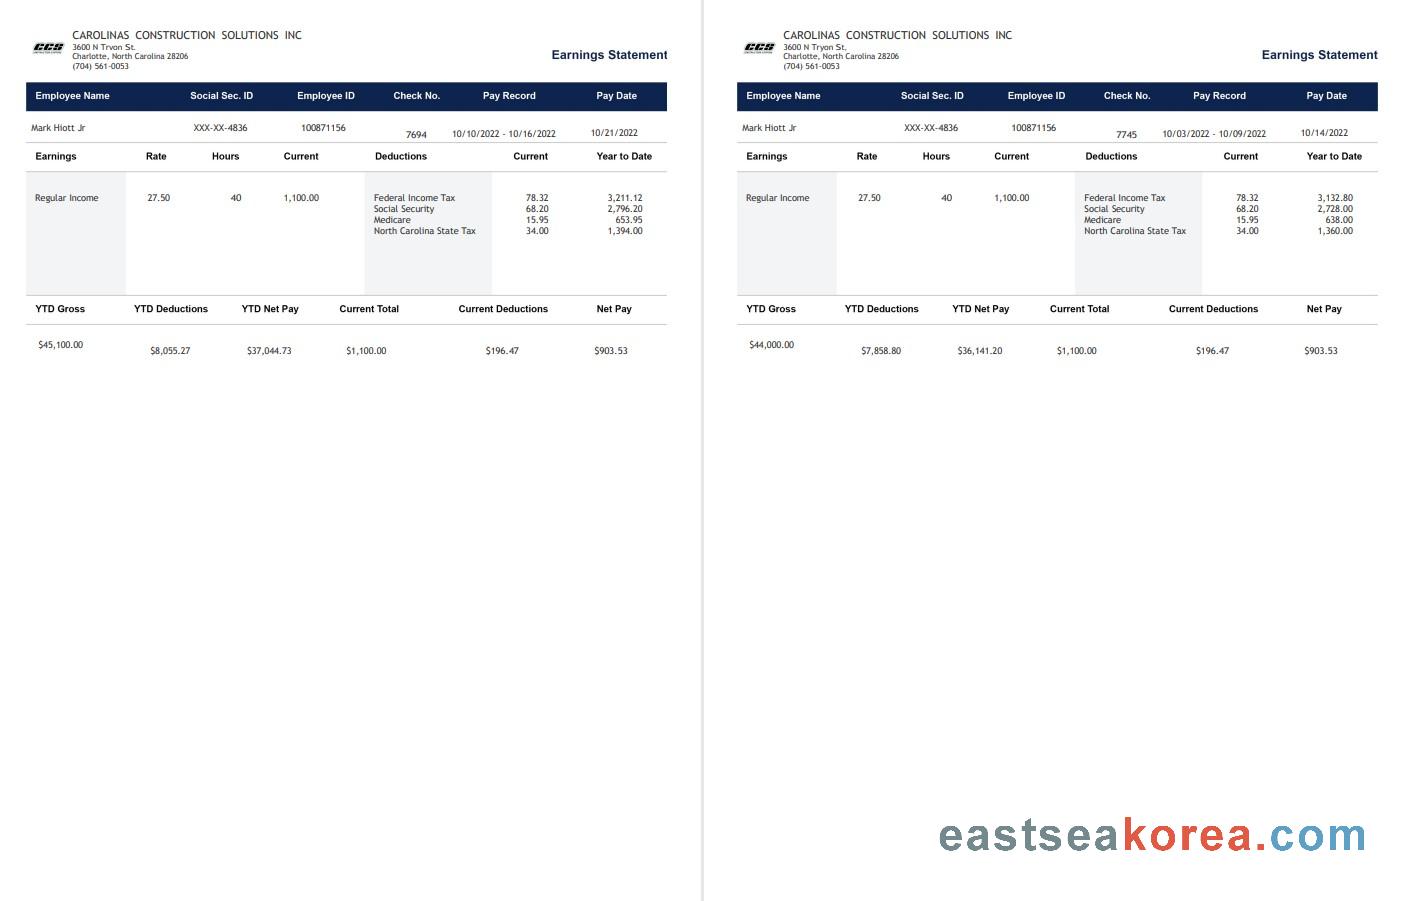 CCS
CAROLINAS CONSTRUCTION SOLUTIONS INC
3600 N Tryon St.
Charlotte, North Carolina 28206
(704) 561-0053
Earnings Statement
Employee Name Social Sec. ID Employee ID Check No. Pay Record Pay Date
Mark Hiott Jr XXX-XX-4836 100871156 7694 10/10/2022 - 10/16/2022 10/21/2022
Earnings Rate Hours Current Deductions Current Year to Date
Regular Income 27.50 40 1,100.00 Federal Income Tax 78.32 3,211.12
Social Security 68.20 2,796.20
Medicare 15.95 653.95
North Carolina State Tax 34.00 1,394.00
YTD Gross YTD Deductions YTD Net Pay Current Total Current Deductions Net Pay
$45,100.00 $8,055.27 $37,044.73 $1,100.00 $196.47 $903.53
CCS
CAROLINAS CONSTRUCTION SOLUTIONS INC
3600 N Tryon St.
Charlotte, North Carolina 28206
(704) 561-0053
Earnings Statement
Employee Name Social Sec. ID Employee ID Check No. Pay Record Pay Date
Mark Hiott Jr XXX-XX-4836 100871156 7745 10/03/2022 - 10/09/2022 10/14/2022
Earnings Rate Hours Current Deductions Current Year to Date
Regular Income 27.50 40 1,100.00 Federal Income Tax 78.32 3,132.80
Social Security 68.20 2,728.00
Medicare 15.95 638.00
North Carolina State Tax 34.00 1,360.00
YTD Gross YTD Deductions YTD Net Pay Current Total Current Deductions Net Pay
$44,000.00 $7,858.80 $36,141.20 $1,100.00 $196.47 $903.53
eastseakorea.com